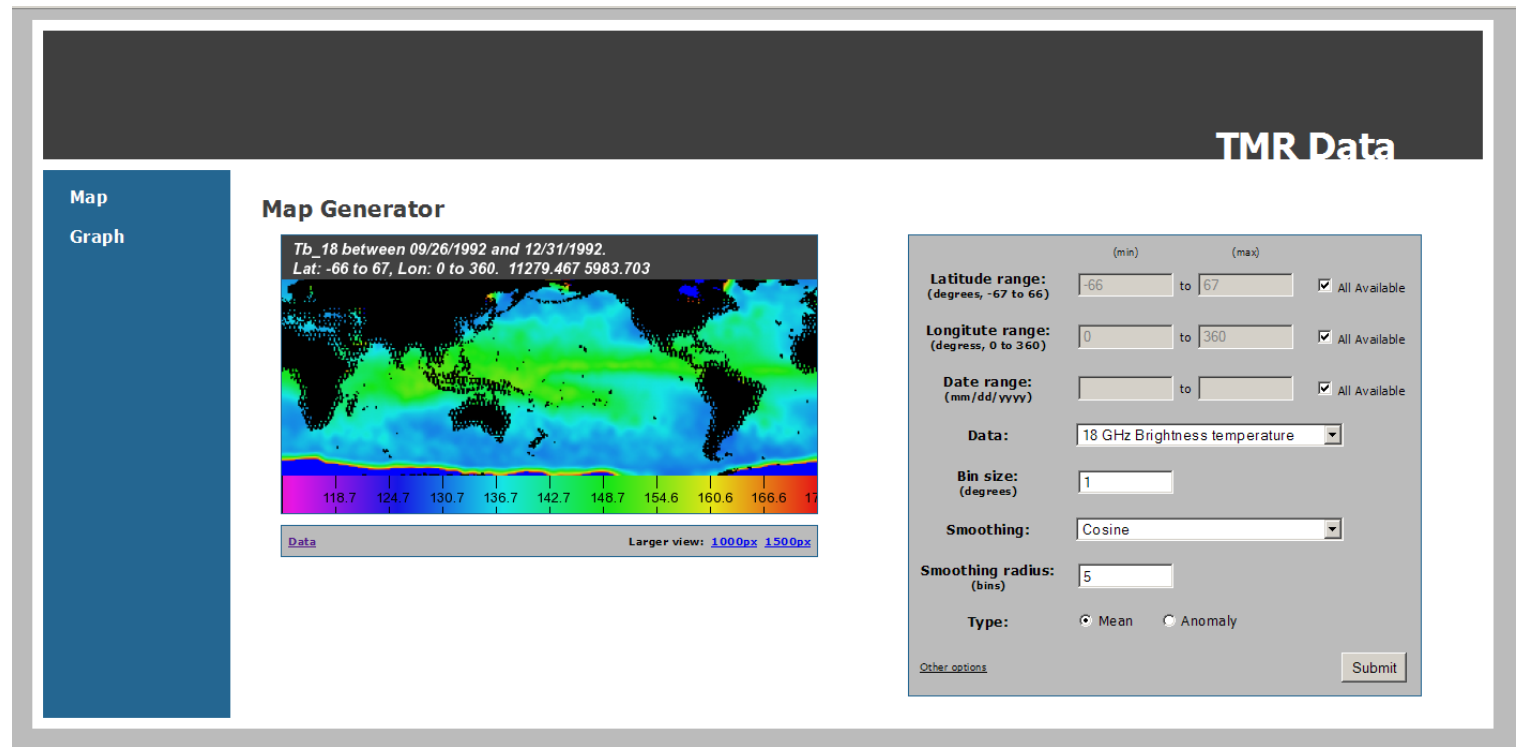 TMR Data
Map
Graph
Map Generator
Tb_18 between 09/26/1992 and 12/31/1992.
Lat: -66 to 67, Lon: 0 to 360.  11279.467 5983.703
118.7 124.7 130.7 136.7 142.7 148.7 154.6 160.6 166.6 17
Data Larger view: 1000px 1500px
(min) (max)
Latitude range: -66 to 67 All Available
(degrees, -67 to 66)
Longitute range: 0 to 360 All Available
(degress, 0 to 360)
Date range: to All Available
(mm/dd/yyyy)
Data: 18 GHz Brightness temperature
Bin size: 1
(degrees)
Smoothing: Cosine
Smoothing radius: 5
(bins)
Type: Mean Anomaly
Other options Submit